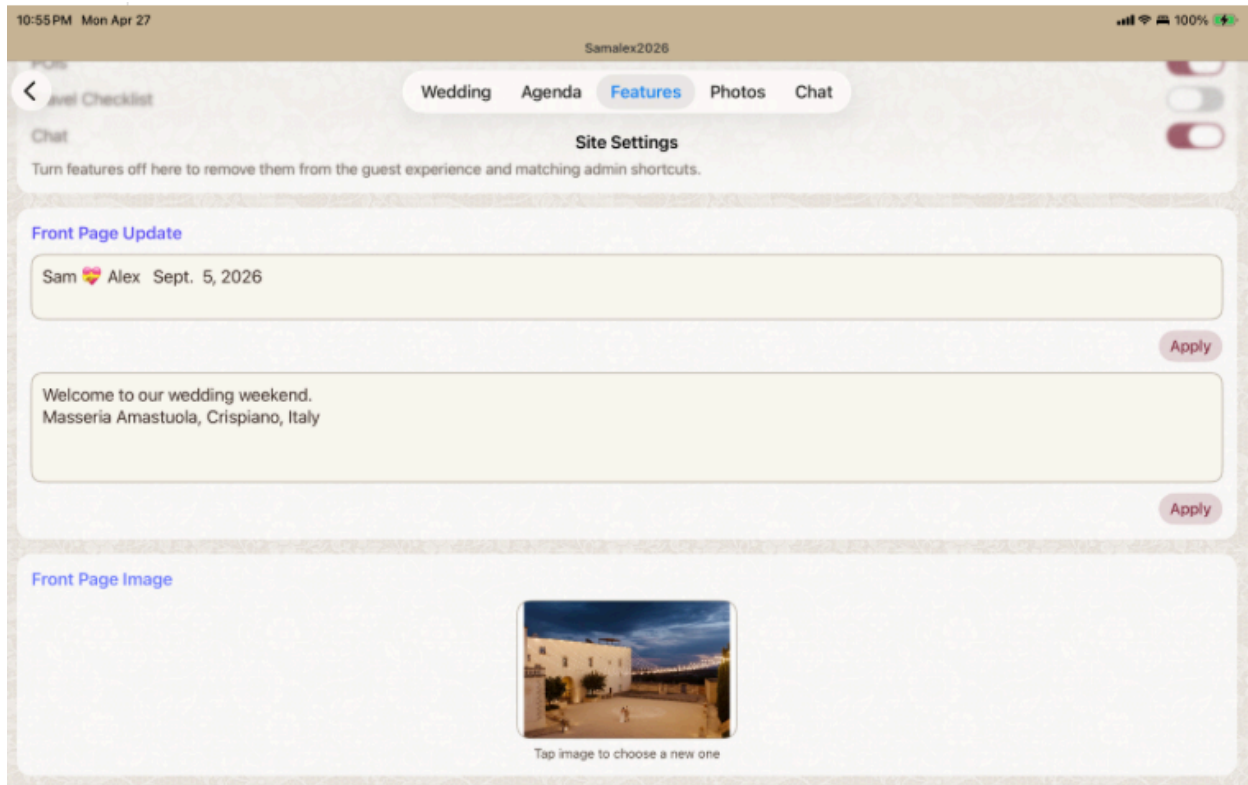 10:55 PM Mon Apr 27
100%
Samalex2026
POIs
Wedding Agenda Features Photos Chat
Checklist
Chat
Site Settings
Turn features off here to remove them from the guest experience and matching admin shortcuts.
Front Page Update
Sam 💝 Alex Sept. 5, 2026
Apply
Welcome to our wedding weekend.
Masseria Amastuola, Crispiano, Italy
Apply
Front Page Image
Tap image to choose a new one